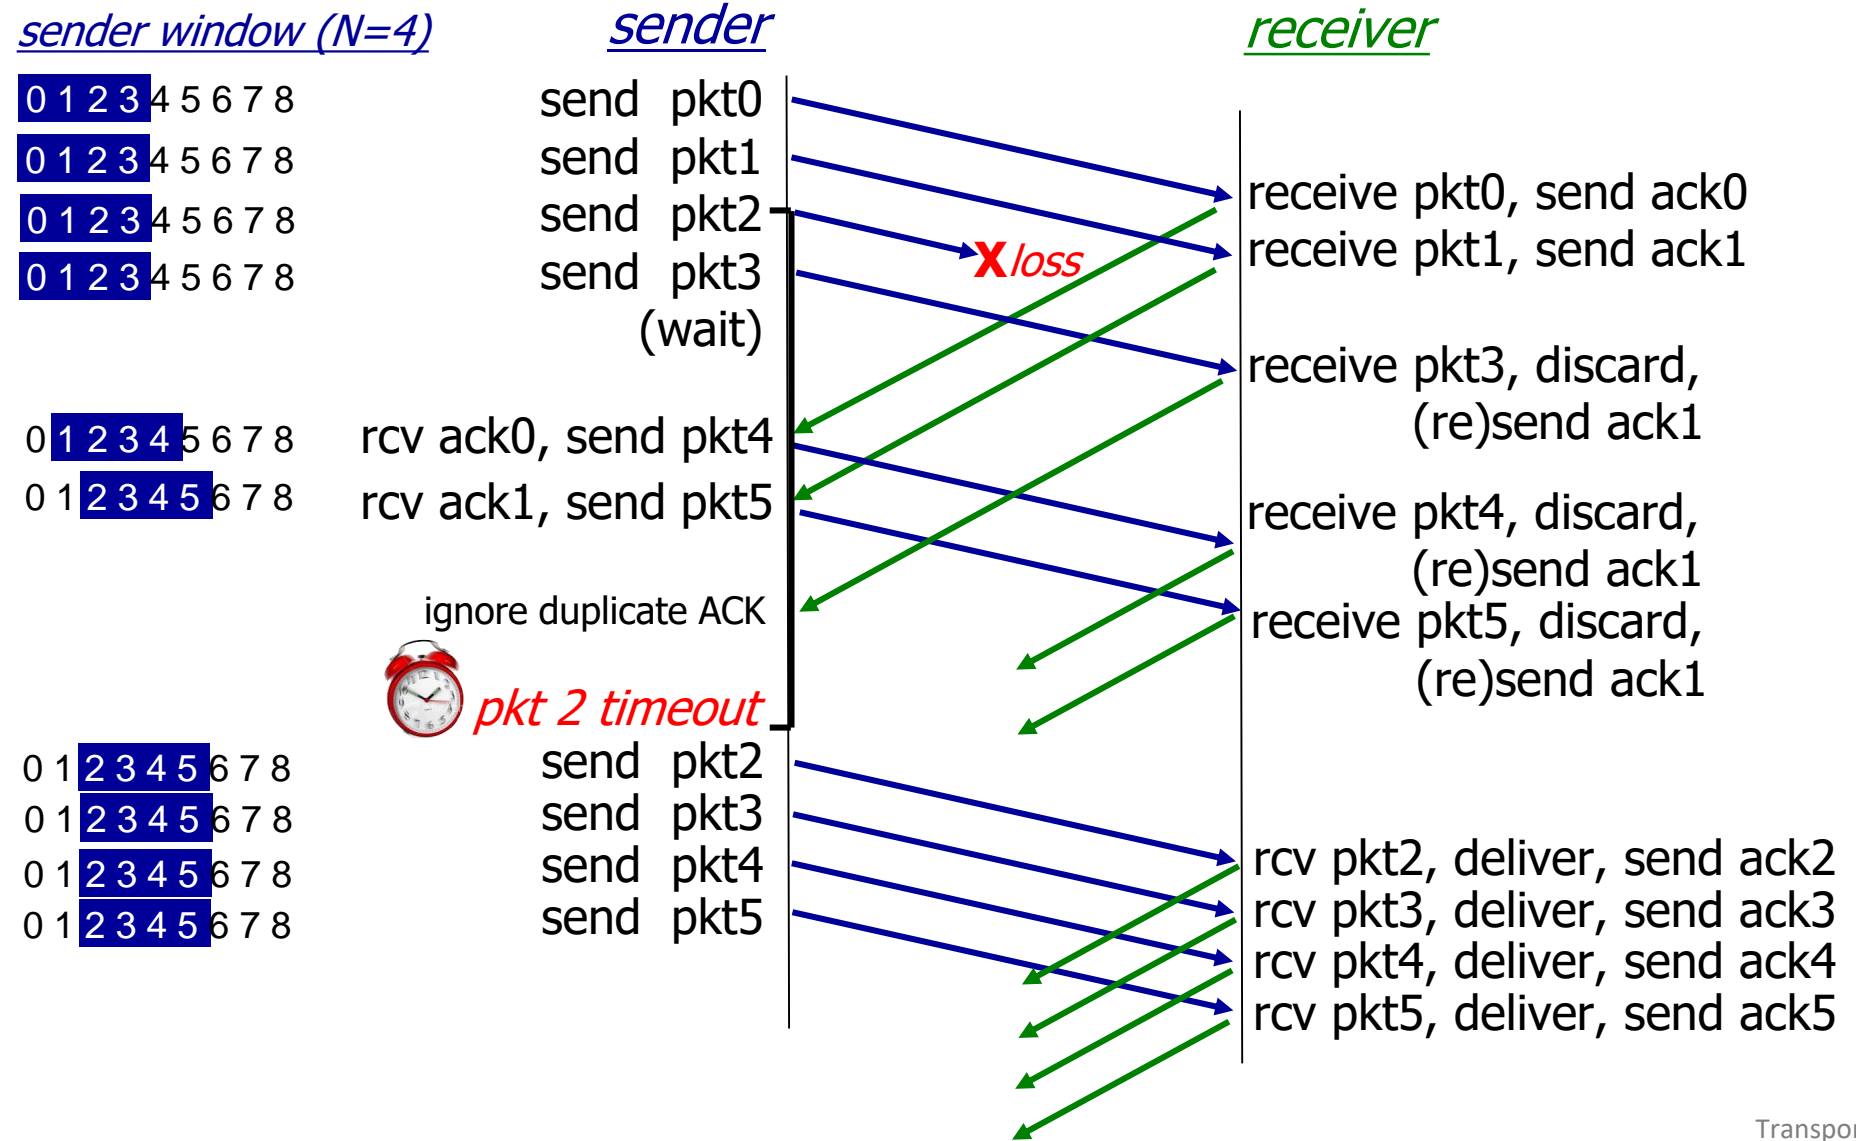 sender window (N=4)
sender
receiver
0 1 2 3 4 5 6 7 8
send pkt0
0 1 2 3 4 5 6 7 8
send pkt1
receive pkt0, send ack0
0 1 2 3 4 5 6 7 8
send pkt2
receive pkt1, send ack1
X loss
0 1 2 3 4 5 6 7 8
send pkt3
(wait)
receive pkt3, discard,
(re)send ack1
0 1 2 3 4 5 6 7 8
rcv ack0, send pkt4
0 1 2 3 4 5 6 7 8
rcv ack1, send pkt5
receive pkt4, discard,
(re)send ack1
ignore duplicate ACK
receive pkt5, discard,
(re)send ack1
pkt 2 timeout
0 1 2 3 4 5 6 7 8
send pkt2
0 1 2 3 4 5 6 7 8
send pkt3
0 1 2 3 4 5 6 7 8
send pkt4
rcv pkt2, deliver, send ack2
0 1 2 3 4 5 6 7 8
send pkt5
rcv pkt3, deliver, send ack3
rcv pkt4, deliver, send ack4
rcv pkt5, deliver, send ack5